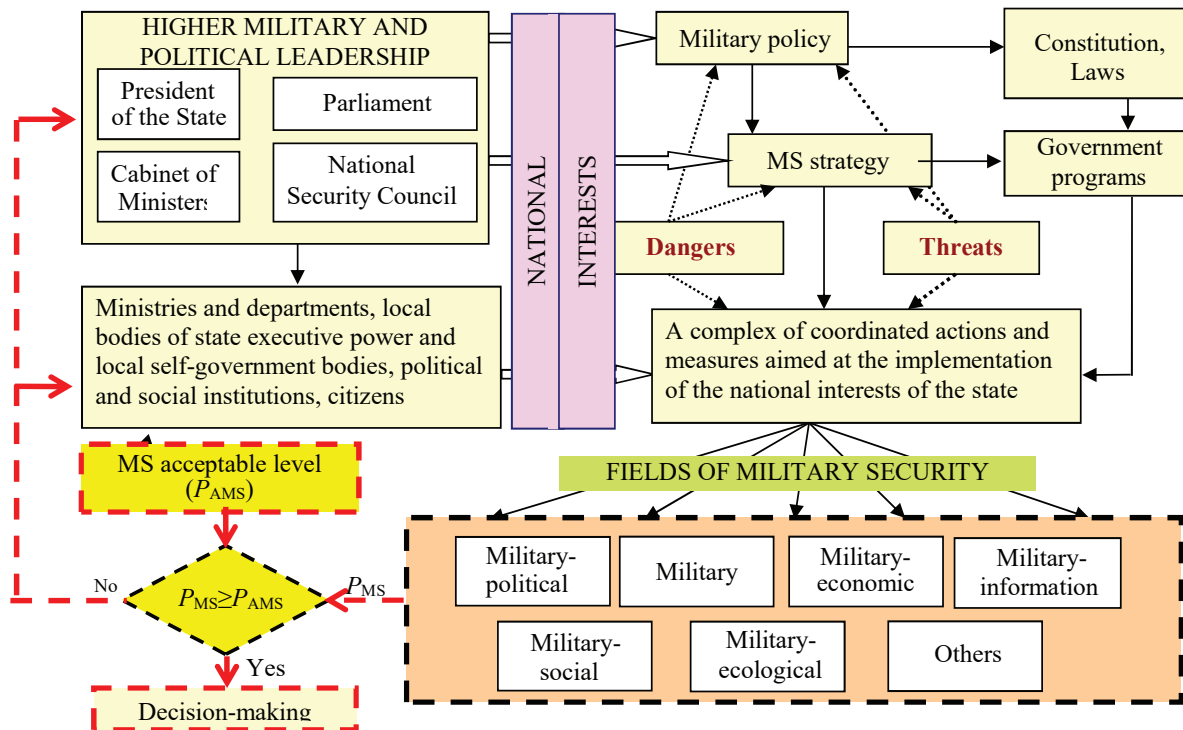 HIGHER MILITARY AND
POLITICAL LEADERSHIP
President
of the State
Parliament
Cabinet of
Ministers
National
Security Council
NATIONAL
INTERESTS
Military policy
Constitution,
Laws
MS strategy
Government
programs
Dangers
Threats
Ministries and departments, local
bodies of state executive power and
local self-government bodies, political
and social institutions, citizens
A complex of coordinated actions and
measures aimed at the implementation
of the national interests of the state
MS acceptable level
(P_AMS)
FIELDS OF MILITARY SECURITY
No
P_MS≥P_AMS
P_MS
Yes
Decision-making
Military-
political
Military
Military-
economic
Military-
information
Military-
social
Military-
ecological
Others